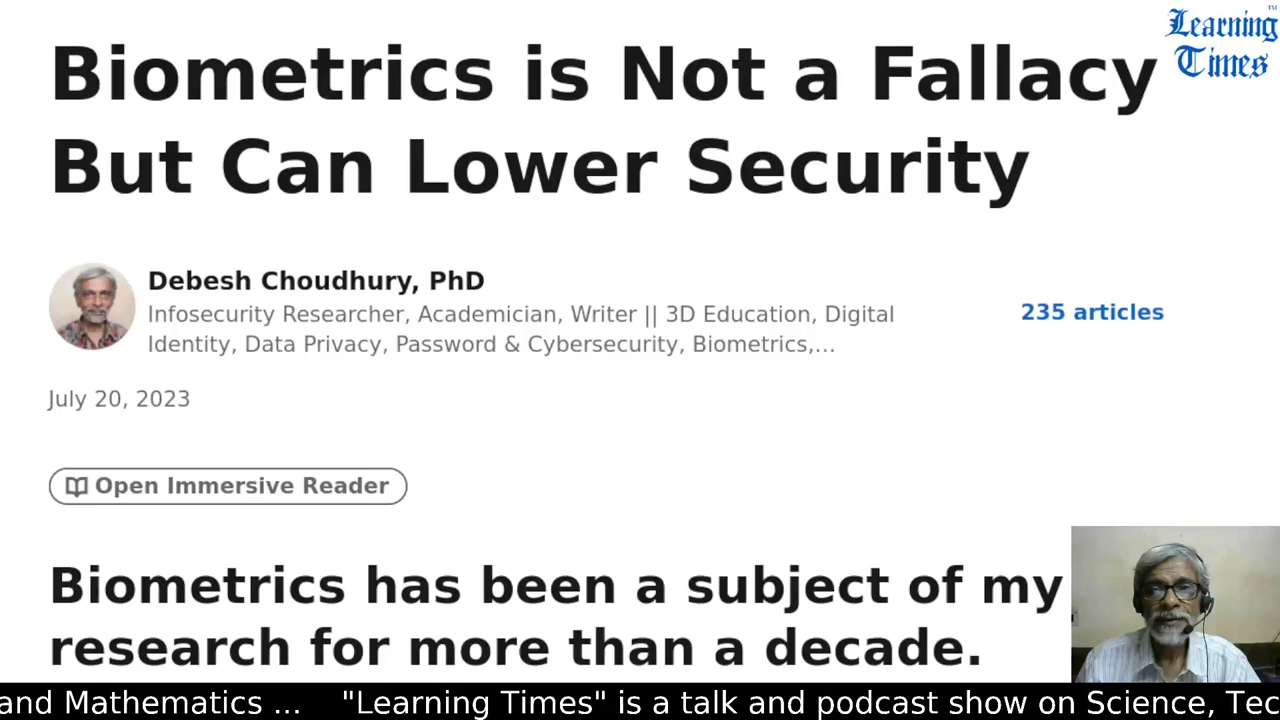 Learning
Times
TM
Biometrics is Not a Fallacy
But Can Lower Security
Debesh Choudhury, PhD
Infosecurity Researcher, Academician, Writer || 3D Education, Digital
Identity, Data Privacy, Password & Cybersecurity, Biometrics,...
235 articles
July 20, 2023
Open Immersive Reader
Biometrics has been a subject of my
research for more than a decade.
and Mathematics ... "Learning Times" is a talk and podcast show on Science, Tec